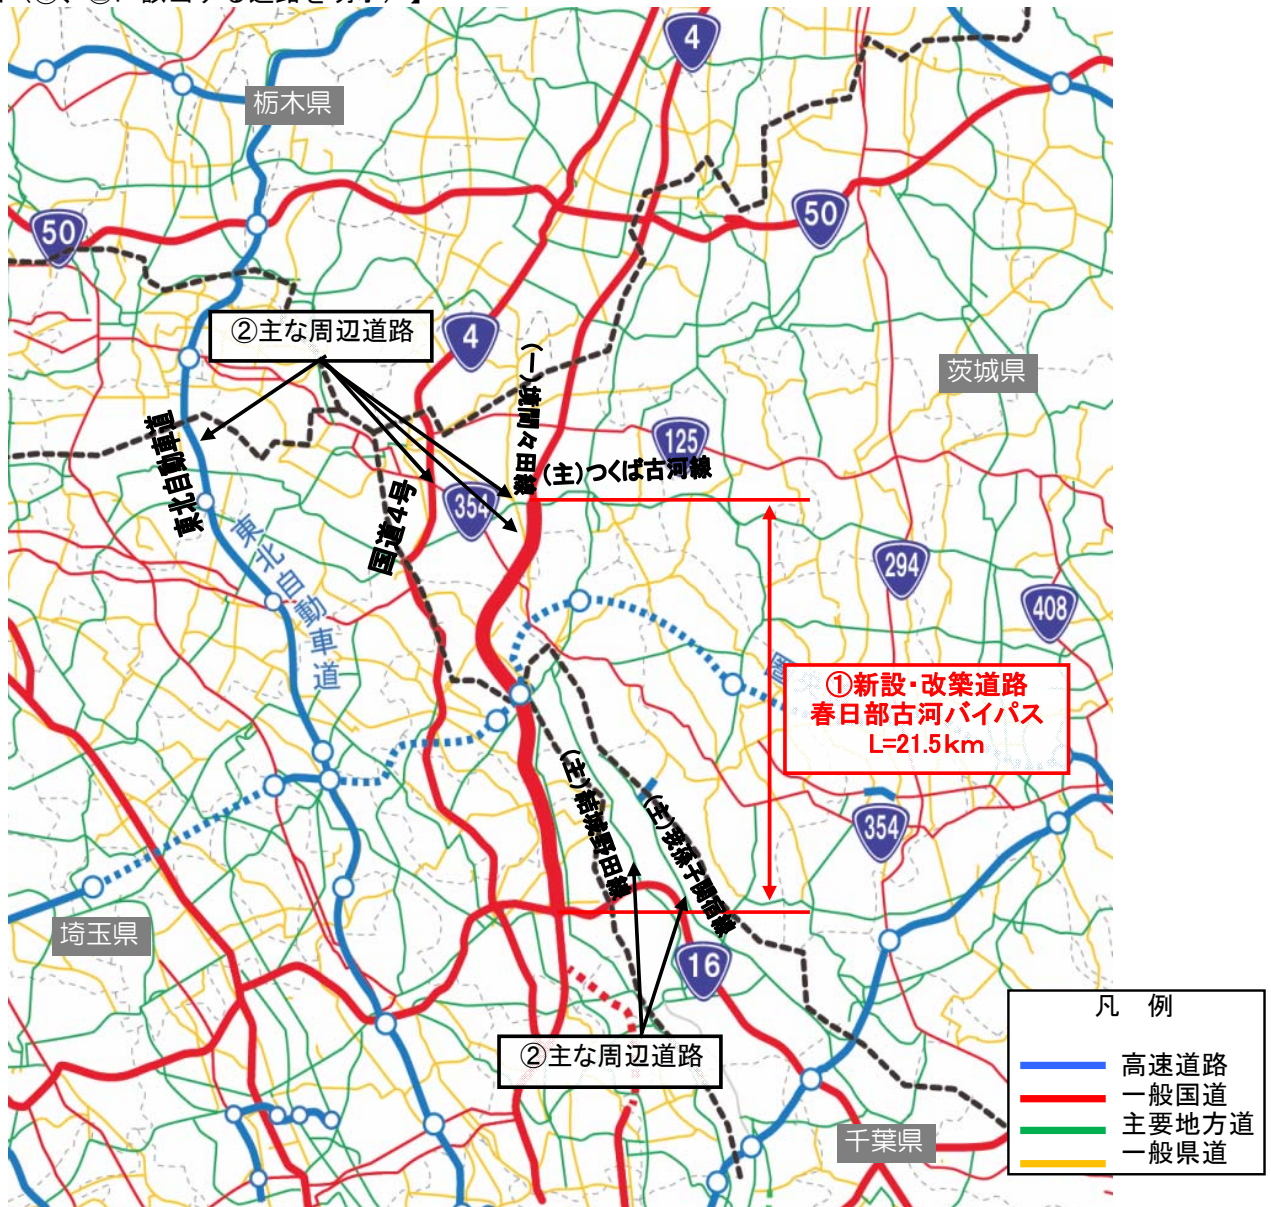 4
栃木県
50
50
②主な周辺道路
4
(一)境間々田線
茨城県
125
東北自動車道
(主)つくば古河線
354
国道4号
東北自動車道
294
408
①新設・改築道路
春日部古河バイパス
L=21.5km
(主)結城野田線
(主)我孫子関宿線
354
埼玉県
16
②主な周辺道路
千葉県
凡 例
高速道路
一般国道
主要地方道
一般県道